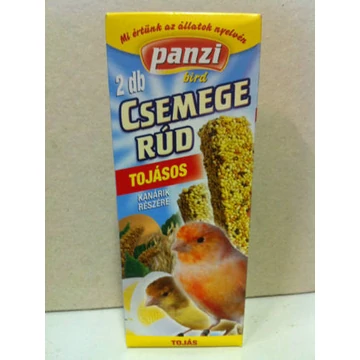 Mi értünk az állatok nyelvén
panzi
bird
2 db
CSEMEGE
RÚD
TOJÁSOS
KANÁRIK
RÉSZÉRE
TOJÁS